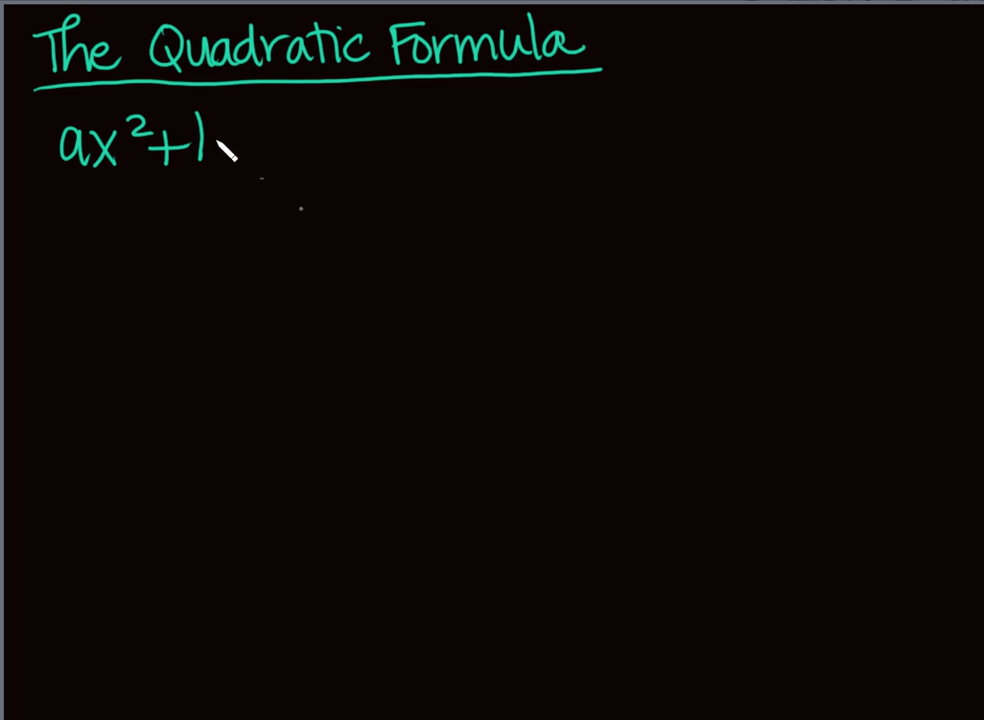 The Quadratic Formula
ax²+l